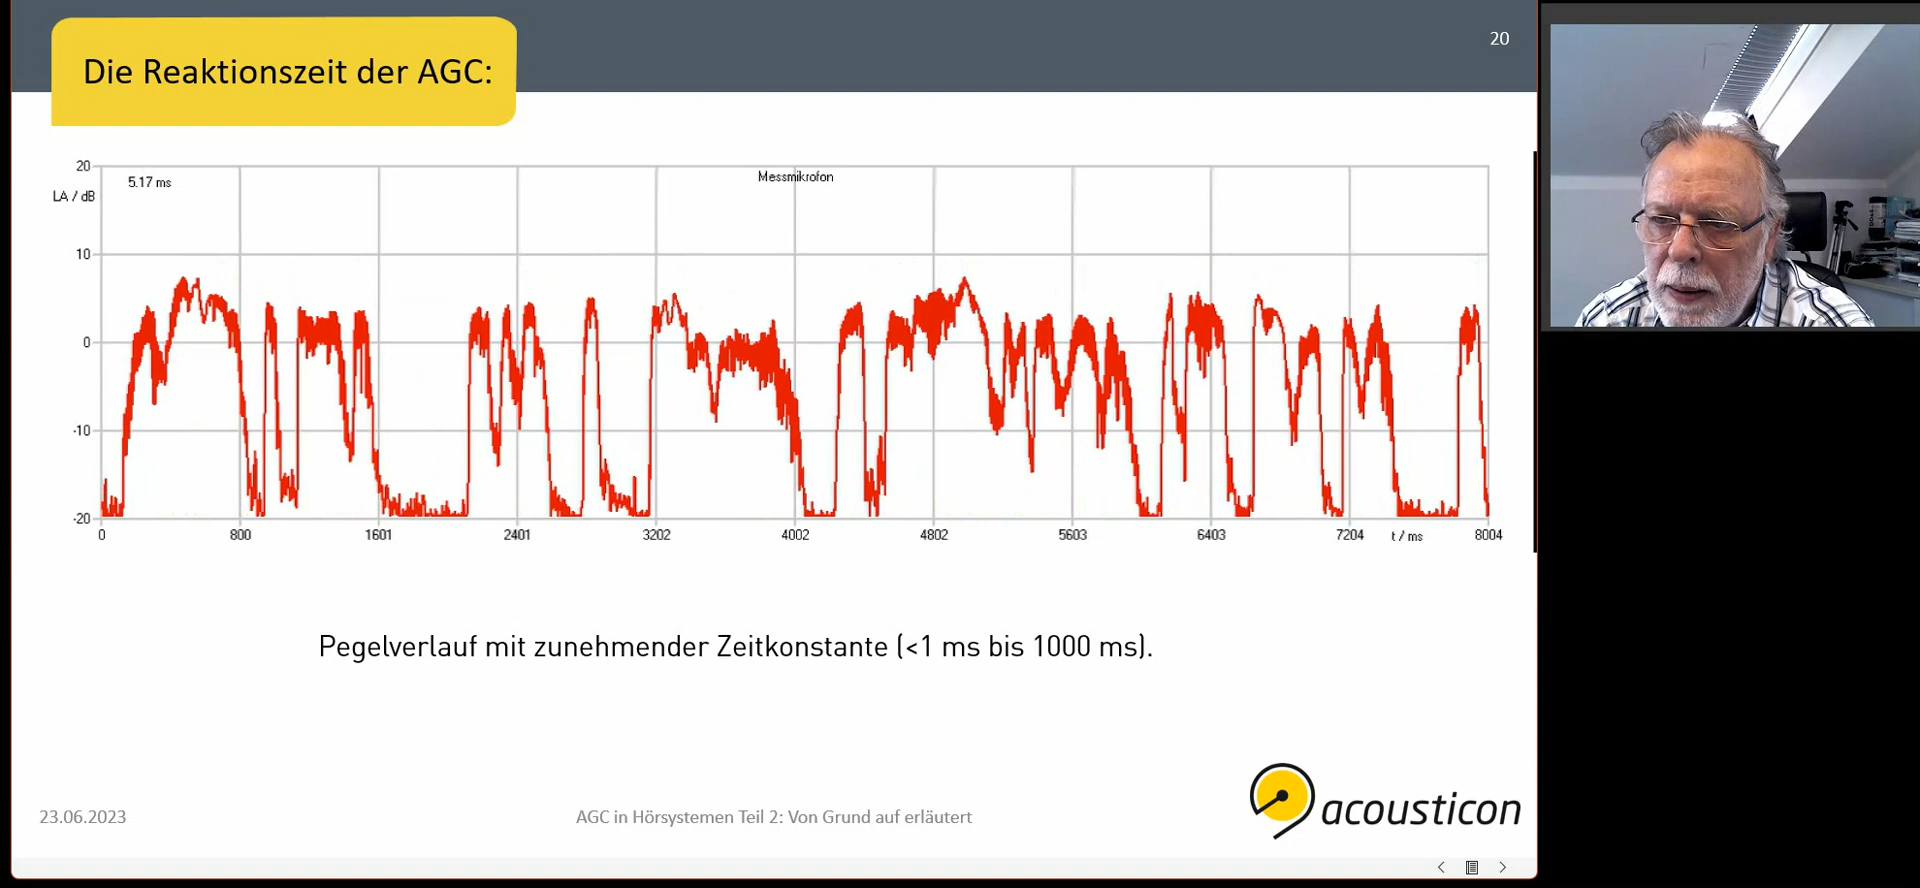 20
Die Reaktionszeit der AGC:
20
5.17 ms
Messmikrofon
LA / dB
10
0
-10
-20
0 800 1601 2401 3202 4002 4802 5603 6403 7204 t / ms 8004
Pegelverlauf mit zunehmender Zeitkonstante (<1 ms bis 1000 ms).
23.06.2023
AGC in Hörsystemen Teil 2: Von Grund auf erläutert
acousticon